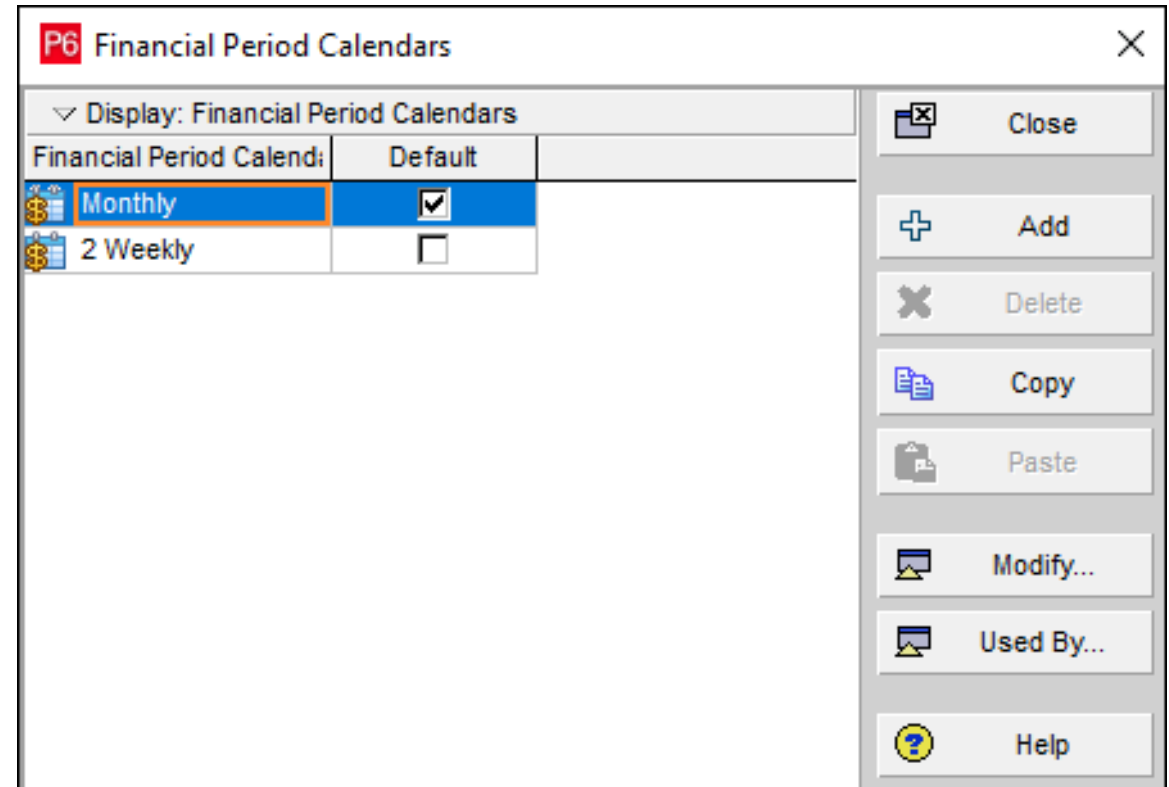 P6 Financial Period Calendars
Display: Financial Period Calendars
Financial Period Calend
Default
Monthly
2 Weekly
Close
Add
Delete
Copy
Paste
Modify...
Used By...
? Help